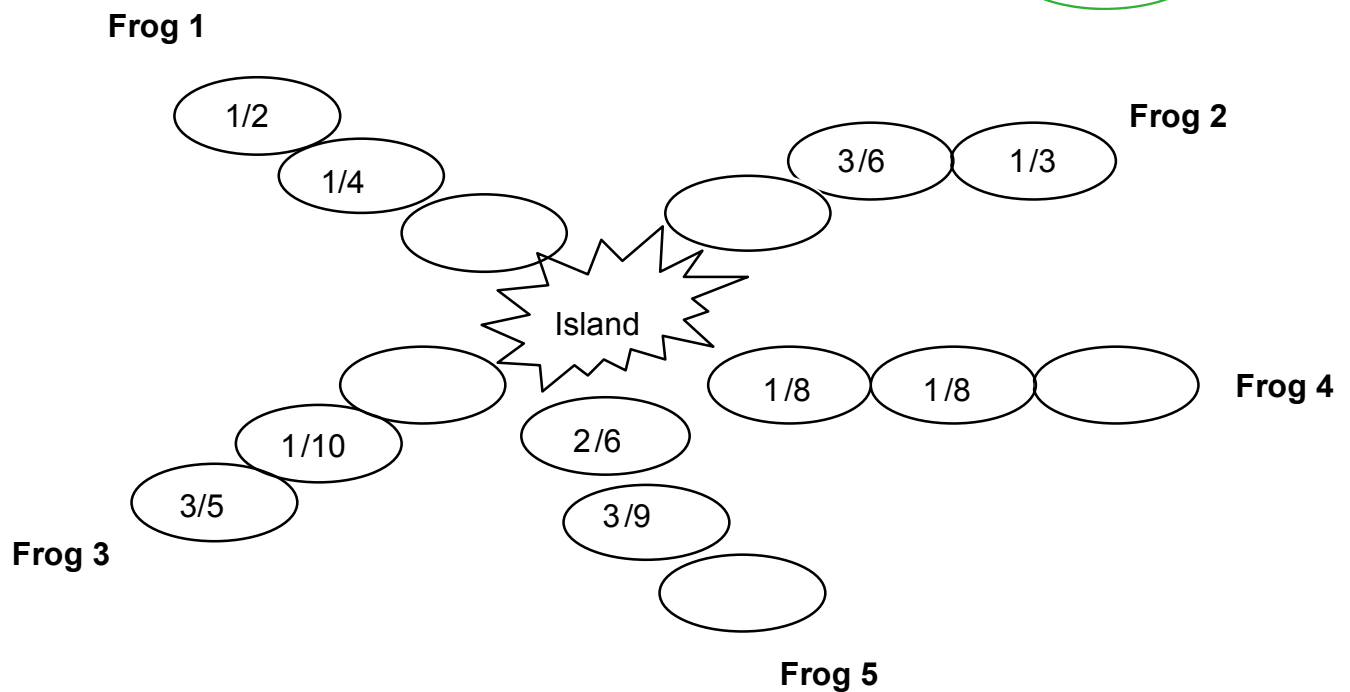 Frog 1
1/2
1/4
Frog 2
3/6
1/3
Island
1/8
1/8
Frog 4
1/10
3/5
Frog 3
2/6
3/9
Frog 5